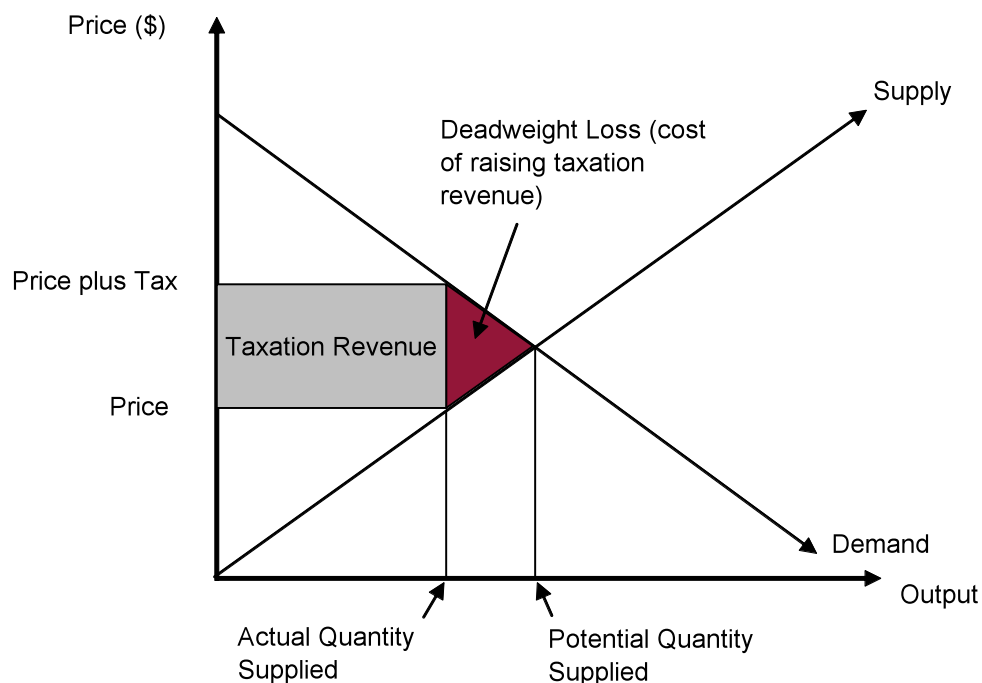 Price ($)
Supply
Deadweight Loss (cost
of raising taxation
revenue)
Price plus Tax
Taxation Revenue
Price
Demand
Output
Actual Quantity
Supplied
Potential Quantity
Supplied